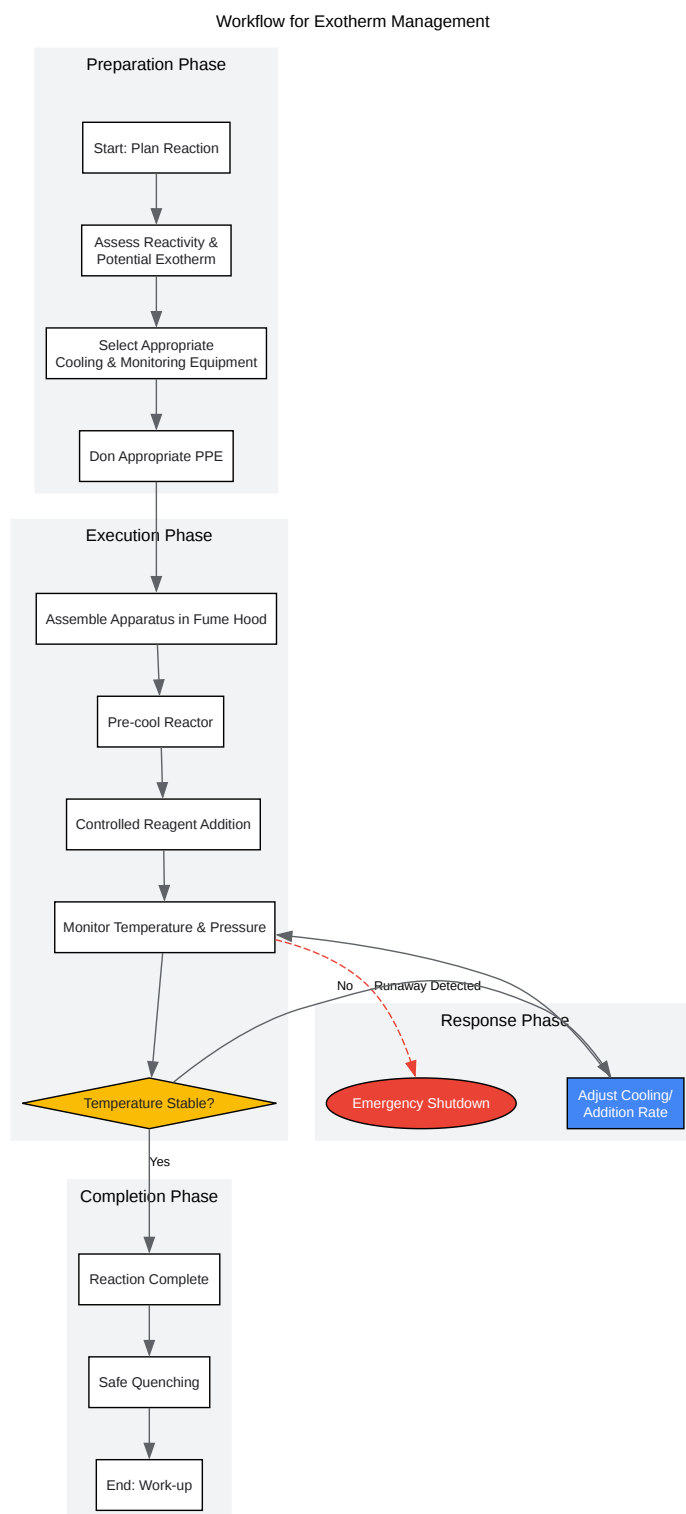 Workflow for Exotherm Management
Preparation Phase
Start: Plan Reaction
Assess Reactivity &
Potential Exotherm
Select Appropriate
Cooling & Monitoring Equipment
Don Appropriate PPE
Execution Phase
Assemble Apparatus in Fume Hood
Pre-cool Reactor
Controlled Reagent Addition
Monitor Temperature & Pressure
No
Runaway Detected
Response Phase
Temperature Stable?
Emergency Shutdown
Adjust Cooling/
Addition Rate
Yes
Completion Phase
Reaction Complete
Safe Quenching
End: Work-up